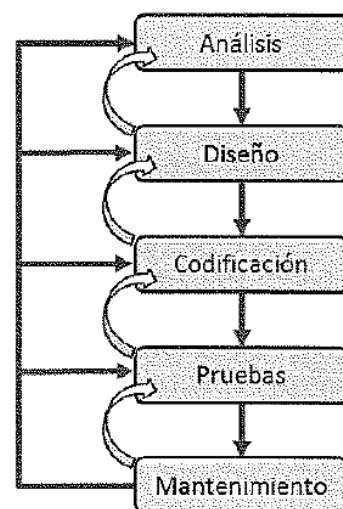 Análisis
Diseño
Codificación
Pruebas
Mantenimiento